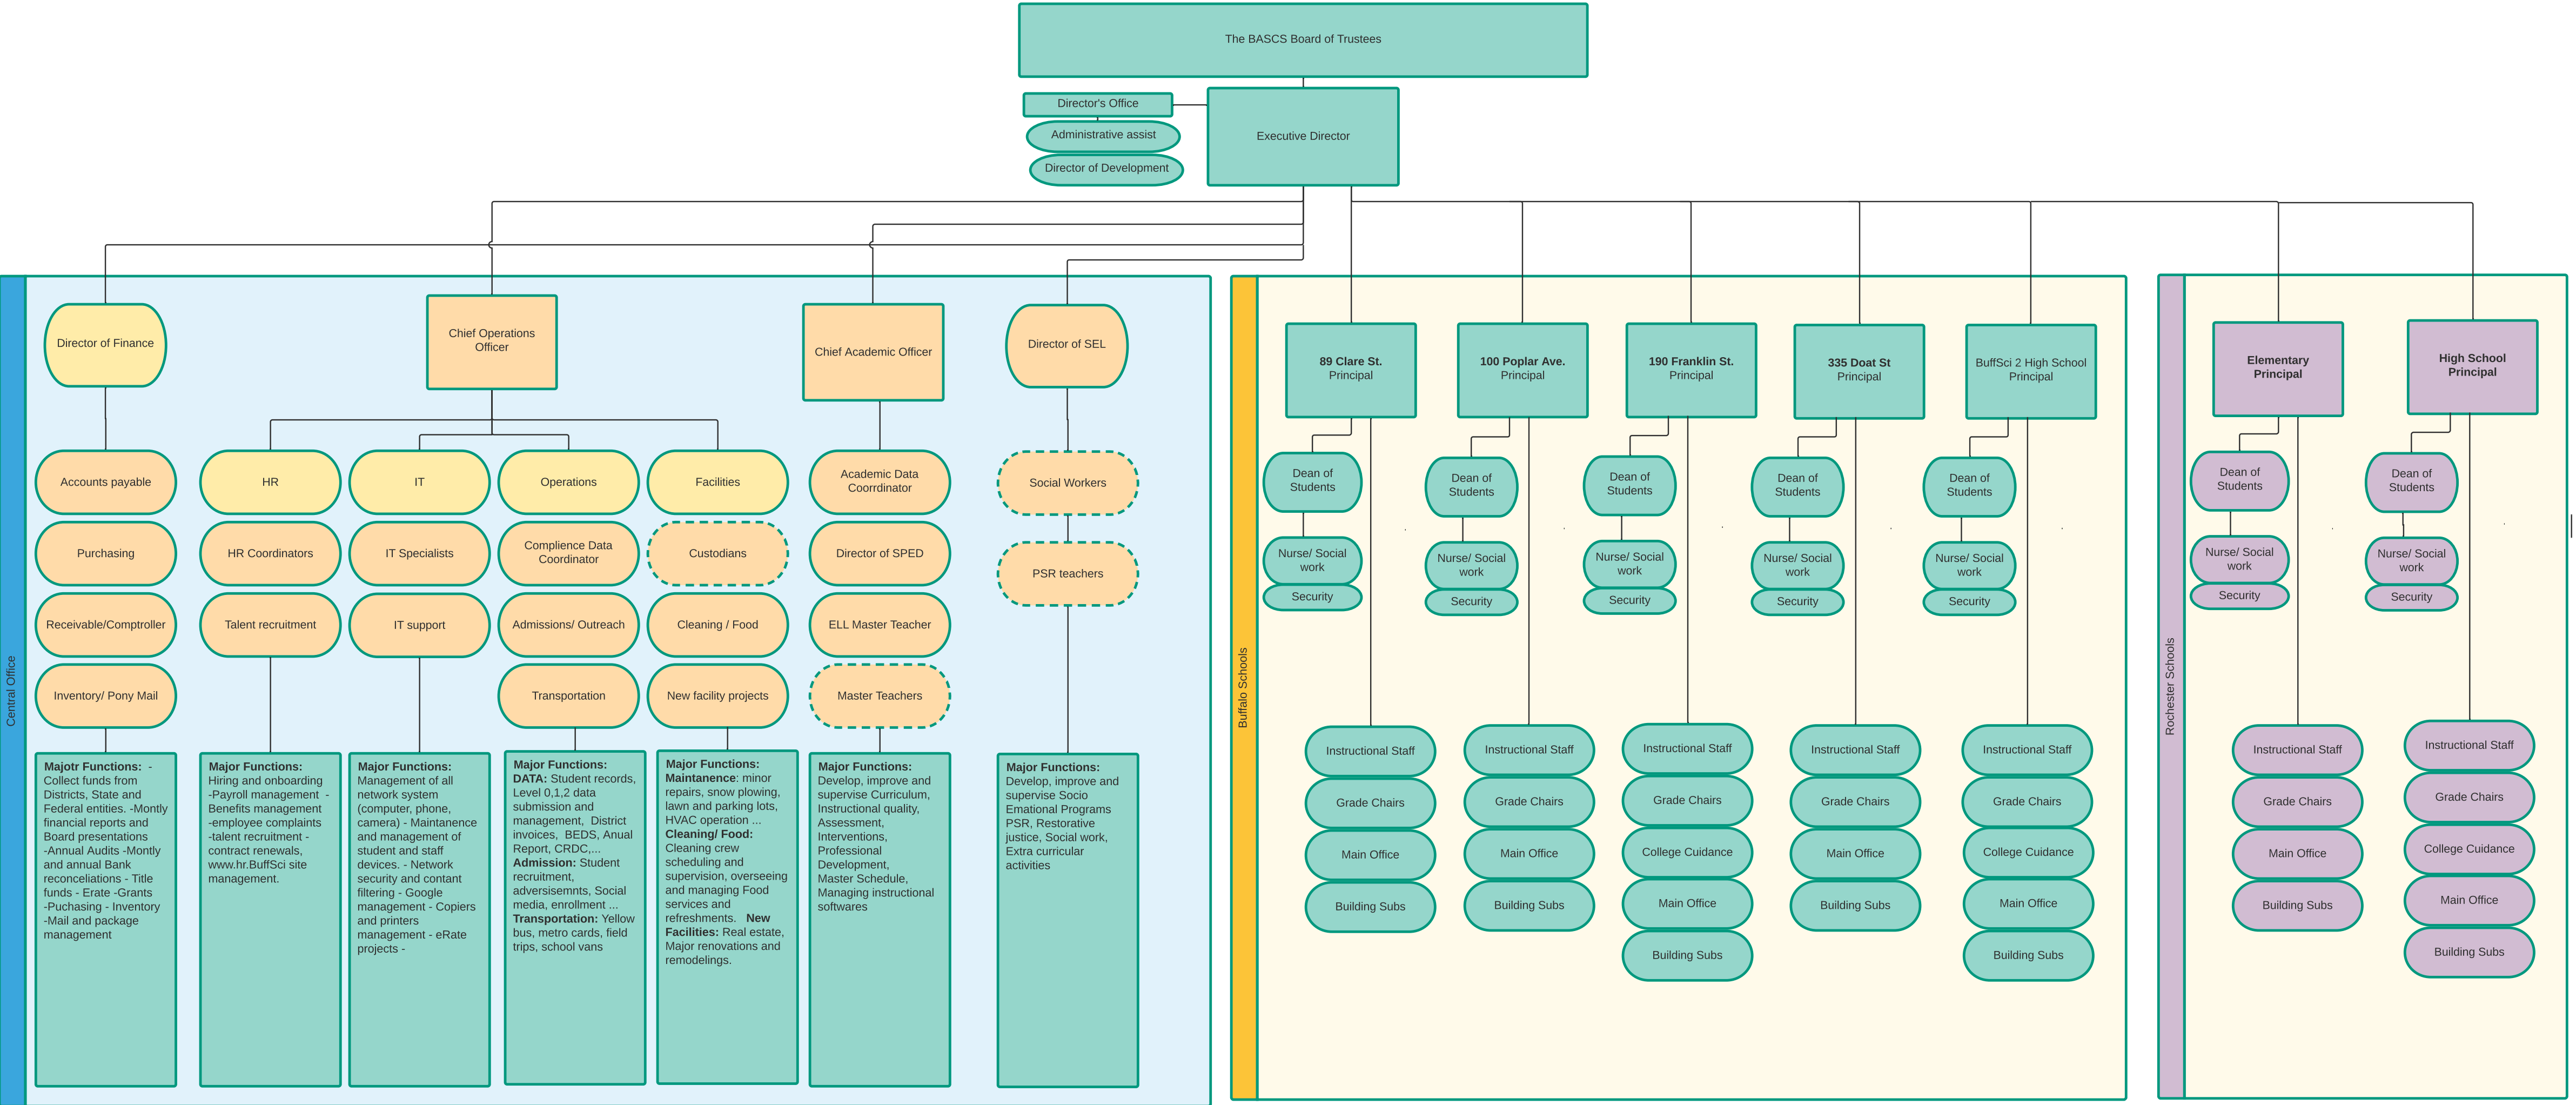 The BASCS Board of Trustees
Director's Office
Administrative assist
Director of Development
Executive Director
Central Office
Director of Finance
Accounts payable
Purchasing
Receivable/Comptroller
Inventory/ Pony Mail
Majotr Functions:  -
Collect funds from
Districts, State and
Federal entities. -Montly
financial reports and
Board presentations
-Annual Audits -Montly
and annual Bank
reconceliations - Title
funds - Erate -Grants
-Puchasing - Inventory
-Mail and package
management
Chief Operations
Officer
HR
HR Coordinators
Talent recruitment
Major Functions:
Hiring and onboarding
-Payroll management  -
Benefits management
-employee complaints
-talent recruitment -
contract renewals,
www.hr.BuffSci site
management.
IT
IT Specialists
IT support
Major Functions:
Management of all
network system
(computer, phone,
camera) - Maintanence
and management of
student and staff
devices. - Network
security and contant
filtering - Google
management - Copiers
and printers
management - eRate
projects -
Operations
Complience Data
Coordinator
Admissions/ Outreach
Transportation
Major Functions:
DATA: Student records,
Level 0,1,2 data
submission and
management,  District
invoices,  BEDS, Anual
Report, CRDC,...
Admission: Student
recruitment,
adversisemnts, Social
media, enrollment ...
Transportation: Yellow
bus, metro cards, field
trips, school vans
Facilities
Custodians
Cleaning / Food
New facility projects
Major Functions:
Maintanence: minor
repairs, snow plowing,
lawn and parking lots,
HVAC operation ...
Cleaning/ Food:
Cleaning crew
scheduling and
supervision, overseeing
and managing Food
services and
refreshments.   New
Facilities: Real estate,
Major renovations and
remodelings.
Chief Academic Officer
Academic Data
Coorrdinator
Director of SPED
ELL Master Teacher
Master Teachers
Major Functions:
Develop, improve and
supervise Curriculum,
Instructional quality,
Assessment,
Interventions,
Professional
Development,
Master Schedule,
Managing instructional
softwares
Director of SEL
Social Workers
PSR teachers
Major Functions:
Develop, improve and
supervise Socio
Emational Programs
PSR, Restorative
justice, Social work,
Extra curricular
activities
Buffalo Schools
89 Clare St.
Principal
Dean of
Students
Nurse/ Social
work
Security
Instructional Staff
Grade Chairs
Main Office
Building Subs
100 Poplar Ave.
Principal
Dean of
Students
Nurse/ Social
work
Security
Instructional Staff
Grade Chairs
Main Office
Building Subs
190 Franklin St.
Principal
Dean of
Students
Nurse/ Social
work
Security
Instructional Staff
Grade Chairs
College Cuidance
Main Office
Building Subs
335 Doat St
Principal
Dean of
Students
Nurse/ Social
work
Security
Instructional Staff
Grade Chairs
Main Office
Building Subs
BuffSci 2 High School
Principal
Dean of
Students
Nurse/ Social
work
Security
Instructional Staff
Grade Chairs
College Cuidance
Main Office
Building Subs
Rochester Schools
Elementary
Principal
Dean of
Students
Nurse/ Social
work
Security
Instructional Staff
Grade Chairs
Main Office
Building Subs
High School
Principal
Dean of
Students
Nurse/ Social
work
Security
Instructional Staff
Grade Chairs
College Cuidance
Main Office
Building Subs